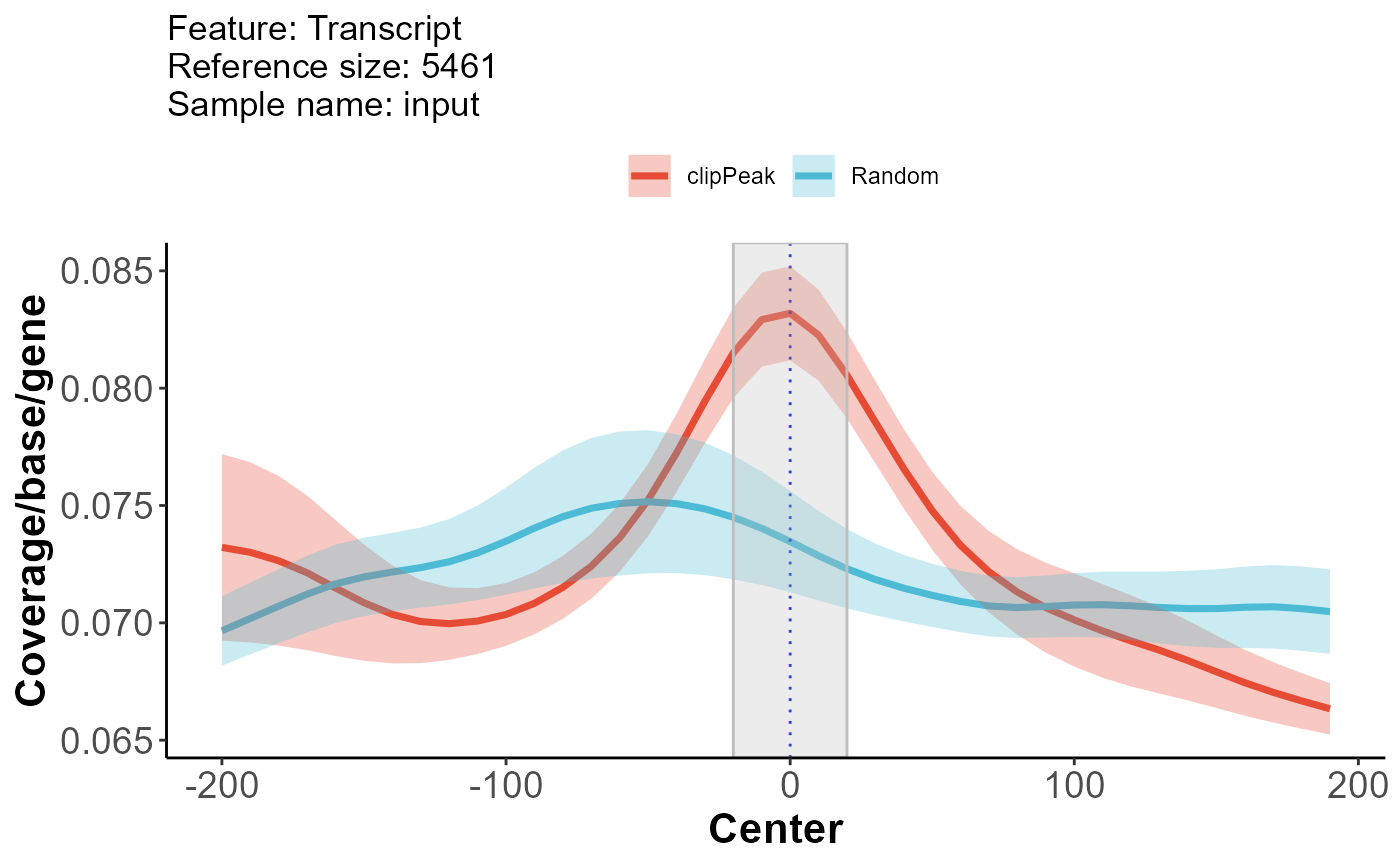 Feature: Transcript
Reference size: 5461
Sample name: input
clipPeak Random
Coverage/base/gene
0.085
0.080
0.075
0.070
0.065
-200 -100 0 100 200
Center